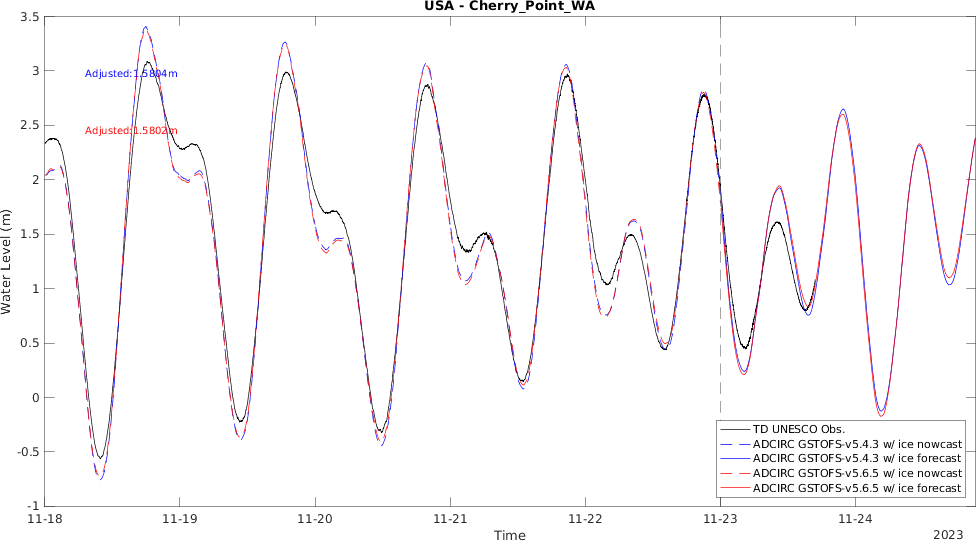 USA - Cherry_Point_WA
3.5
3
Adjusted:1.5804m
2.5
Adjusted:1.5802m
2
1.5
1
0.5
0
-0.5
-1
Water Level (m)
TD UNESCO Obs.
ADCIRC GSTOFS-v5.4.3 w/ ice nowcast
ADCIRC GSTOFS-v5.4.3 w/ ice forecast
ADCIRC GSTOFS-v5.6.5 w/ ice nowcast
ADCIRC GSTOFS-v5.6.5 w/ ice forecast
11-18 11-19 11-20 11-21 11-22 11-23 11-24
Time
2023